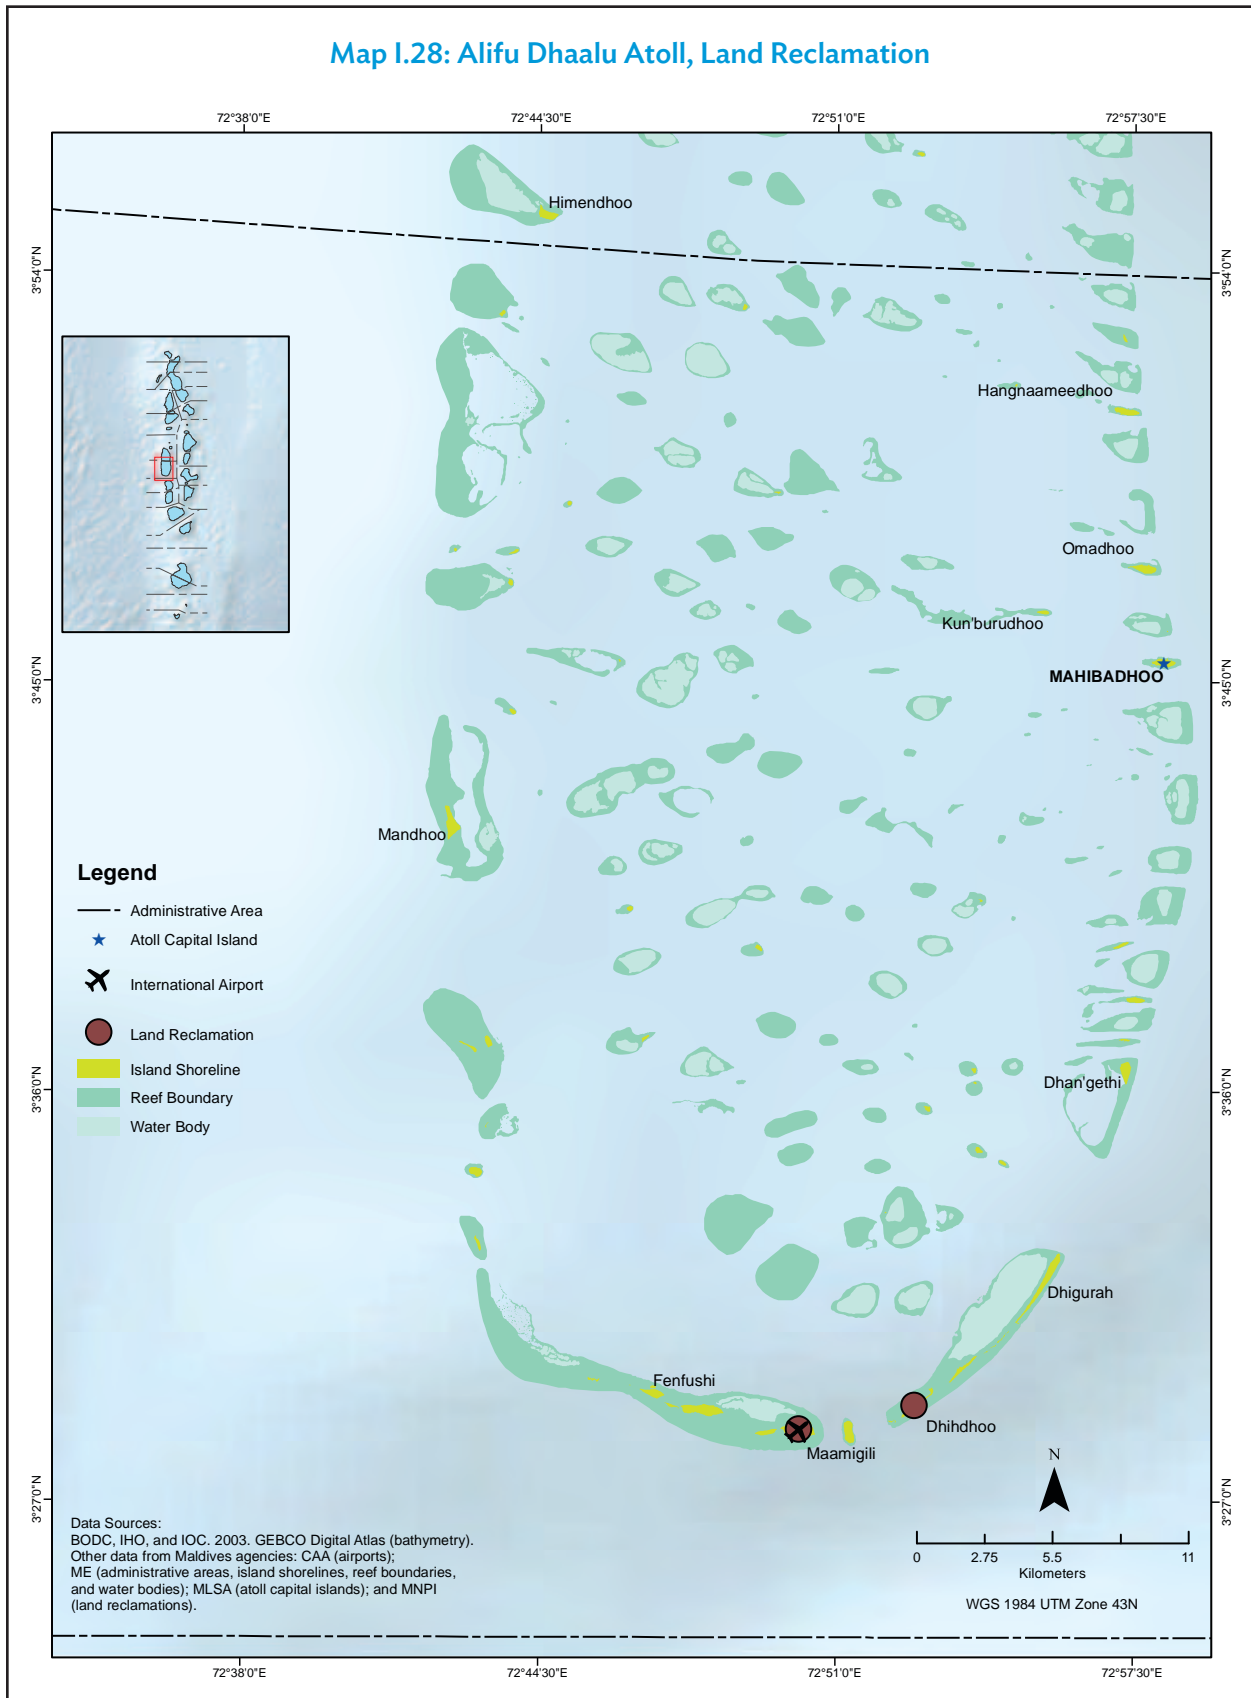 Map I.28: Alifu Dhaalu Atoll, Land Reclamation
72°38'0"E
72°44'30"E
72°51'0"E
72°57'30"E
Himendhoo
3°54'0"N
3°54'0"N
Hangnaameedhoo
Omadhoo
Kun'burudhoo
MAHIBADHOO
3°45'0"N
3°45'0"N
Mandhoo
Legend
Administrative Area
Atoll Capital Island
International Airport
Land Reclamation
Island Shoreline
Reef Boundary
Water Body
Dhan'gethi
3°36'0"N
3°36'0"N
Dhigurah
Fenfushi
Dhihdhoo
Maamigili
N
3°27'0"N
3°27'0"N
Data Sources:
BODC, IHO, and IOC. 2003. GEBCO Digital Atlas (bathymetry).
Other data from Maldives agencies: CAA (airports);
ME (administrative areas, island shorelines, reef boundaries,
and water bodies); MLSA (atoll capital islands); and MNPI
(land reclamations).
0 2.75 5.5 11
Kilometers
WGS 1984 UTM Zone 43N
72°38'0"E
72°44'30"E
72°51'0"E
72°57'30"E